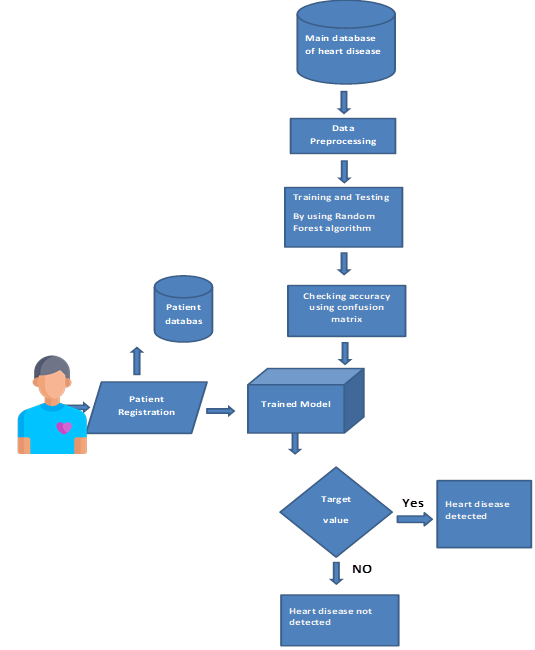 Main database
of heart disease
Data
Preprocessing
Training and Testing
By using Random
Forest algorithm
Checking accuracy
using confusion
matrix
Patient
databas
Patient
Registration
Trained Model
Target
value
Yes
Heart disease
detected
NO
Heart disease not
detected